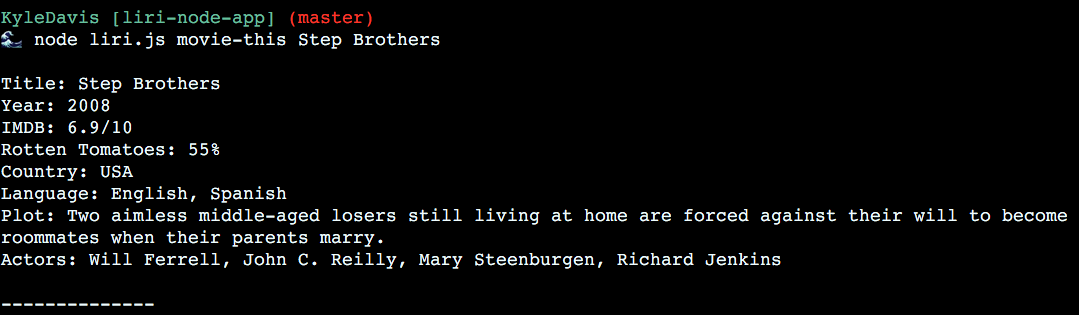 KyleDavis [liri-node-app] (master)
🌊 node liri.js movie-this Step Brothers
Title: Step Brothers
Year: 2008
IMDB: 6.9/10
Rotten Tomatoes: 55%
Country: USA
Language: English, Spanish
Plot: Two aimless middle-aged losers still living at home are forced against their will to become
roommates when their parents marry.
Actors: Will Ferrell, John C. Reilly, Mary Steenburgen, Richard Jenkins
--------------